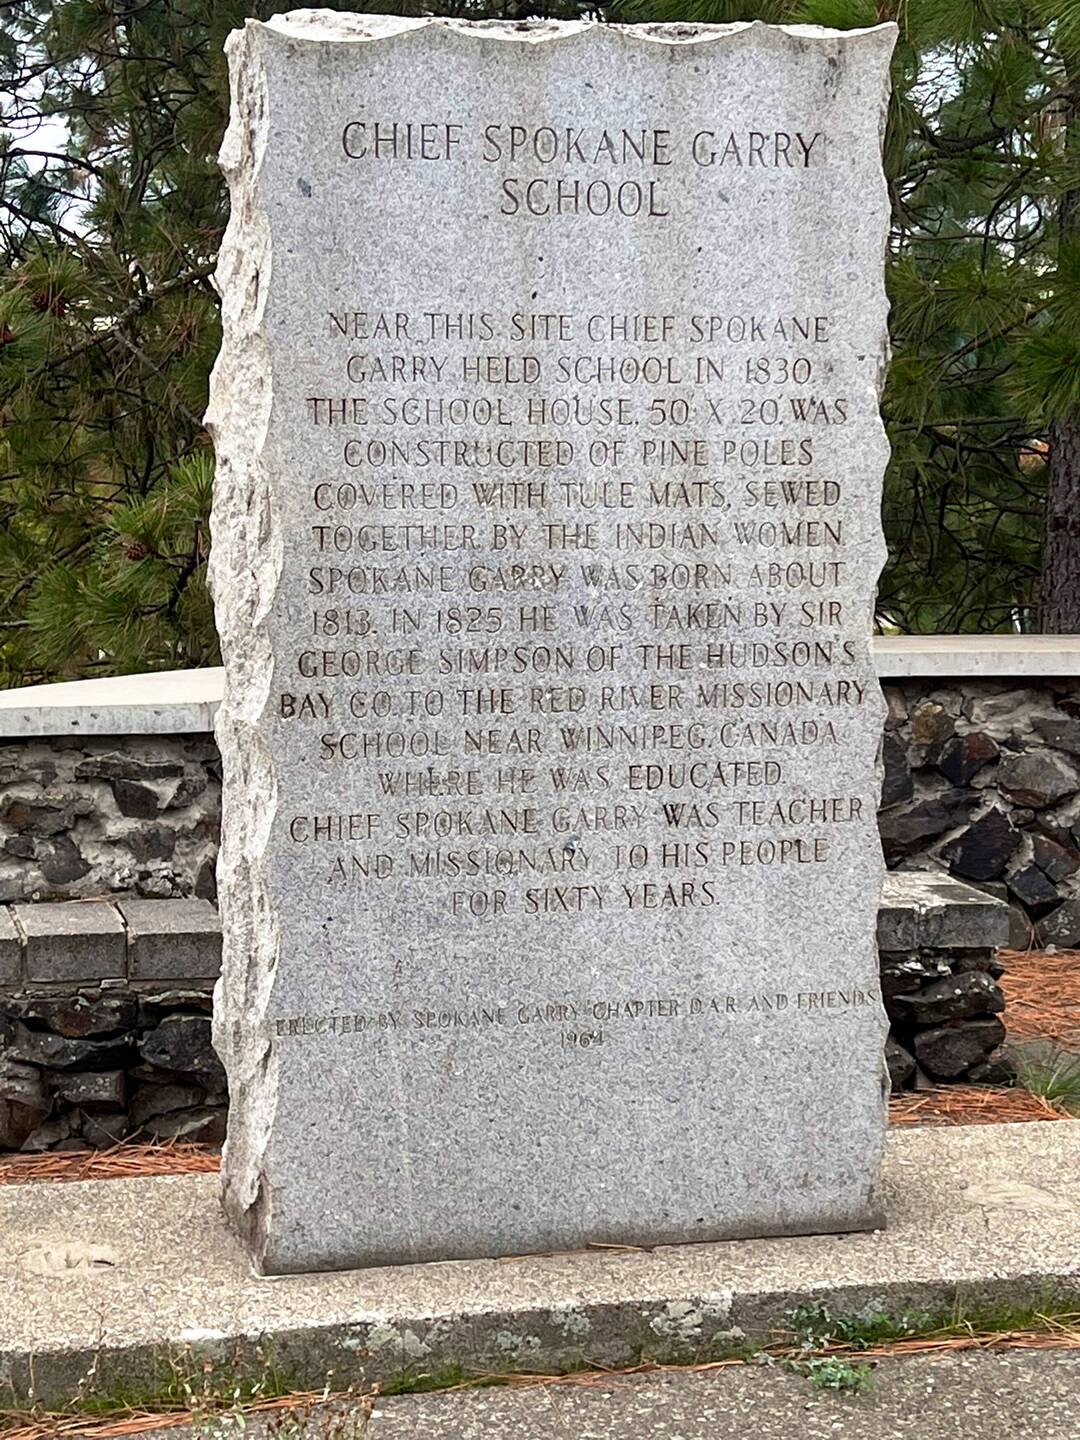 CHIEF SPOKANE GARRY
SCHOOL
NEAR THIS SITE CHIEF SPOKANE
GARRY HELD SCHOOL IN 1830.
THE SCHOOL HOUSE, 50 X 20, WAS
CONSTRUCTED OF PINE POLES
COVERED WITH TULE MATS, SEWED
TOGETHER BY THE INDIAN WOMEN.
SPOKANE GARRY WAS BORN ABOUT
1813. IN 1825 HE WAS TAKEN BY SIR
GEORGE SIMPSON OF THE HUDSON'S
BAY CO. TO THE RED RIVER MISSIONARY
SCHOOL NEAR WINNIPEG, CANADA
WHERE HE WAS EDUCATED.
CHIEF SPOKANE GARRY WAS TEACHER
AND MISSIONARY TO HIS PEOPLE
FOR SIXTY YEARS.
ERECTED BY SPOKANE GARRY CHAPTER D.A.R. AND FRIENDS
1964